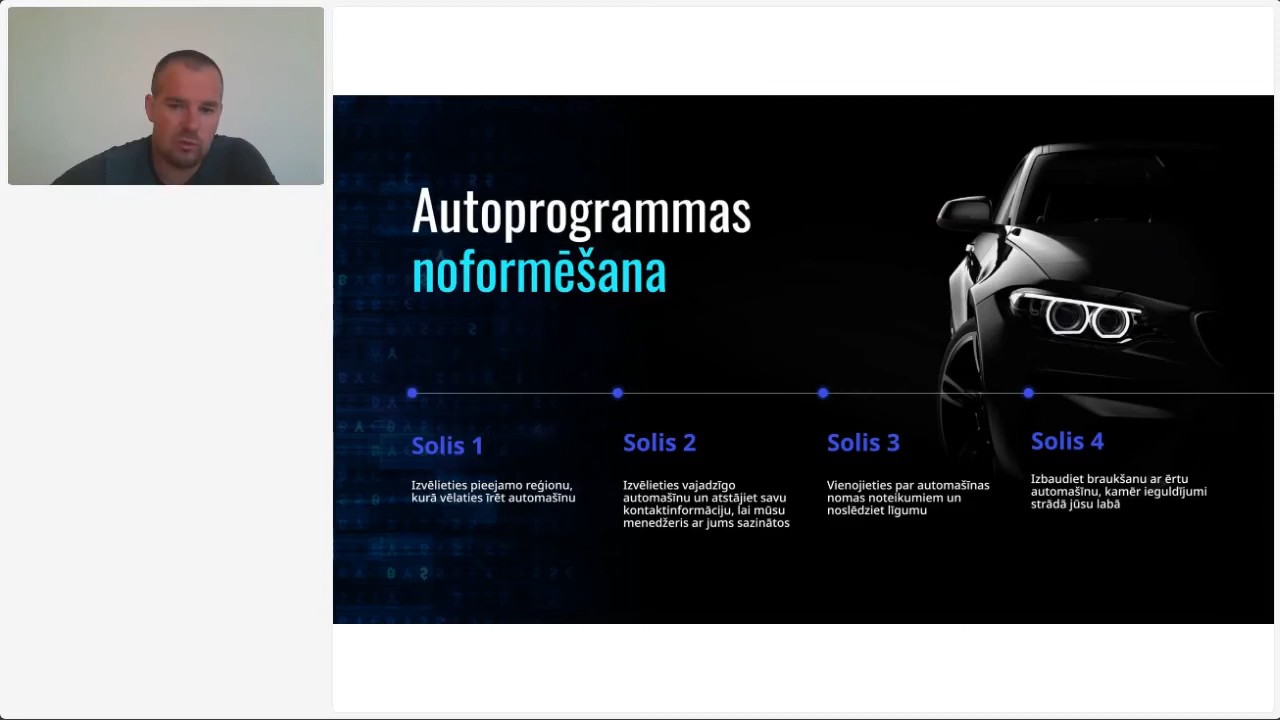 Autoprogrammas
noformēšana
Solis 1
Izvēlieties pieejamo reģionu,
kurā vēlaties īrēt automašīnu
Solis 2
Izvēlieties vajadzīgo
automašīnu un atstājiet savu
kontaktinformāciju, lai mūsu
menedžeris ar jums sazinātos
Solis 3
Vienojieties par automašīnas
nomas noteikumiem un
noslēdziet līgumu
Solis 4
Izbaudiet braukšanu ar ērtu
automašīnu, kamēr ieguldījumi
strādā jūsu labā